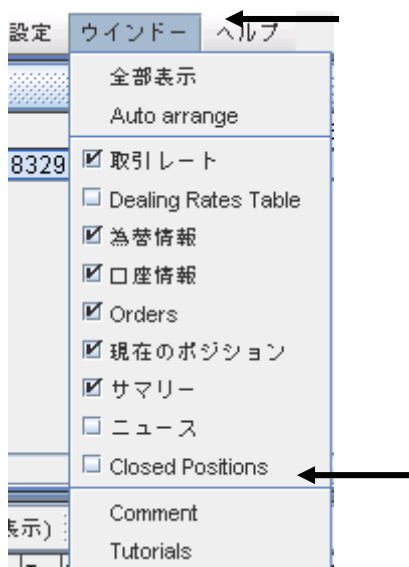 設定 ウインドー ヘルプ
全部表示
Auto arrange
取引レート
8329
Dealing Rates Table
為替情報
口座情報
Orders
現在のポジション
サマリー
ニュース
Closed Positions
Comment
表示)
Tutorials